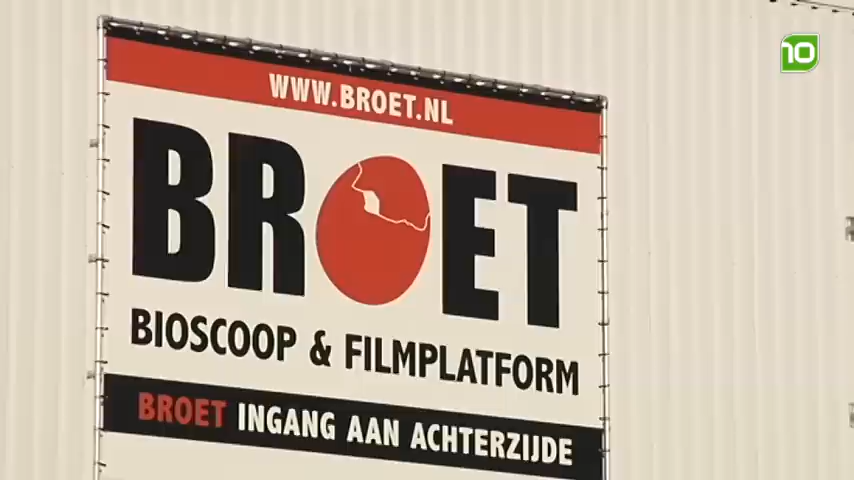 10
WWW.BROET.NL
BROET
BIOSCOOP & FILMPLATFORM
BROET INGANG AAN ACHTERZIJDE